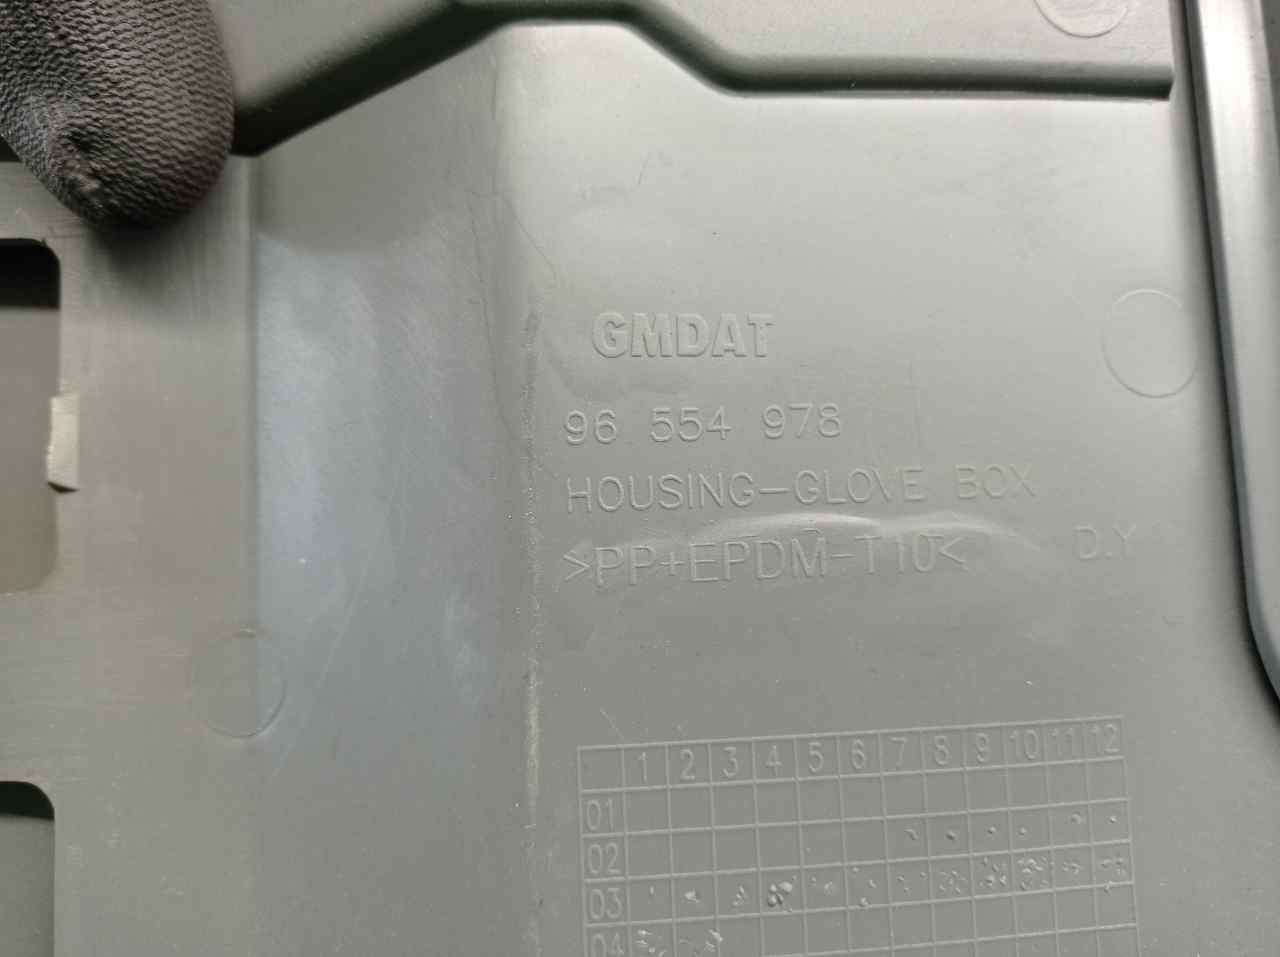 GMDAT
96 554 978
HOUSING-GLOVE BOX
>PP+EPDM-T10< D.Y
1 2 3 4 5 6 7 8 9 10 11 12
01
02
03
04